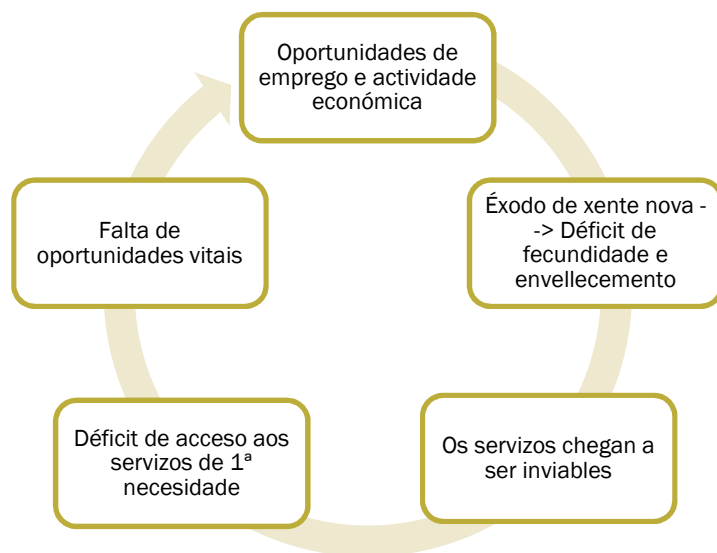 Oportunidades de
emprego e actividade
económica
Éxodo de xente nova -
-> Déficit de
fecundidade e
envellecemento
Os servizos chegan a
ser inviables
Déficit de acceso aos
servizos de 1ª
necesidade
Falta de
oportunidades vitais